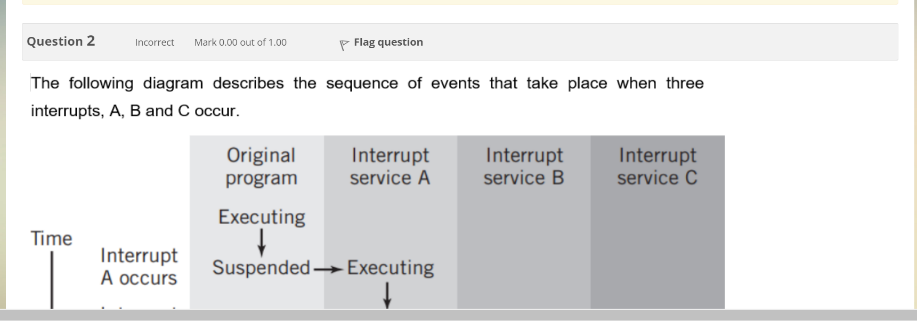 Question 2 Incorrect Mark 0.00 out of 1.00 Flag question
The following diagram describes the sequence of events that take place when three
interrupts, A, B and C occur.
Original Interrupt Interrupt Interrupt
program service A service B service C
Executing
Time
Interrupt
Suspended Executing
A occurs